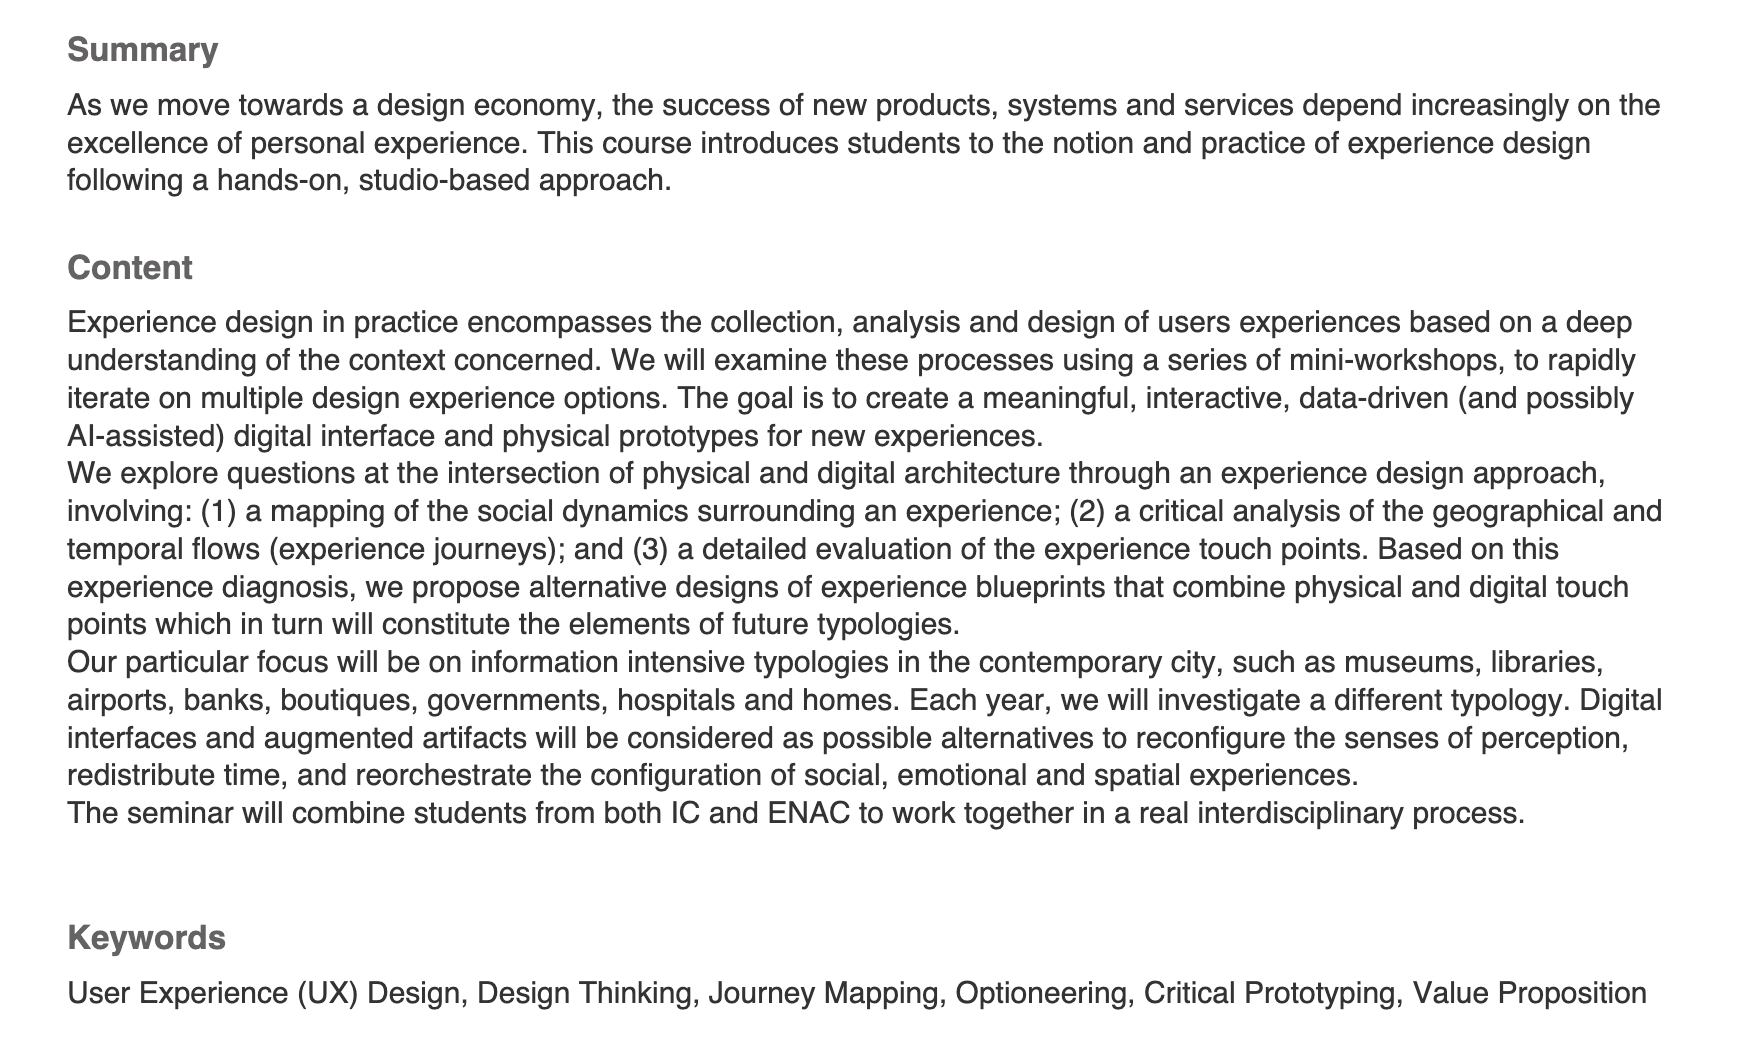 Summary
As we move towards a design economy, the success of new products, systems and services depend increasingly on the
excellence of personal experience. This course introduces students to the notion and practice of experience design
following a hands-on, studio-based approach.
Content
Experience design in practice encompasses the collection, analysis and design of users experiences based on a deep
understanding of the context concerned. We will examine these processes using a series of mini-workshops, to rapidly
iterate on multiple design experience options. The goal is to create a meaningful, interactive, data-driven (and possibly
AI-assisted) digital interface and physical prototypes for new experiences.
We explore questions at the intersection of physical and digital architecture through an experience design approach,
involving: (1) a mapping of the social dynamics surrounding an experience; (2) a critical analysis of the geographical and
temporal flows (experience journeys); and (3) a detailed evaluation of the experience touch points. Based on this
experience diagnosis, we propose alternative designs of experience blueprints that combine physical and digital touch
points which in turn will constitute the elements of future typologies.
Our particular focus will be on information intensive typologies in the contemporary city, such as museums, libraries,
airports, banks, boutiques, governments, hospitals and homes. Each year, we will investigate a different typology. Digital
interfaces and augmented artifacts will be considered as possible alternatives to reconfigure the senses of perception,
redistribute time, and reorchestrate the configuration of social, emotional and spatial experiences.
The seminar will combine students from both IC and ENAC to work together in a real interdisciplinary process.
Keywords
User Experience (UX) Design, Design Thinking, Journey Mapping, Optioneering, Critical Prototyping, Value Proposition